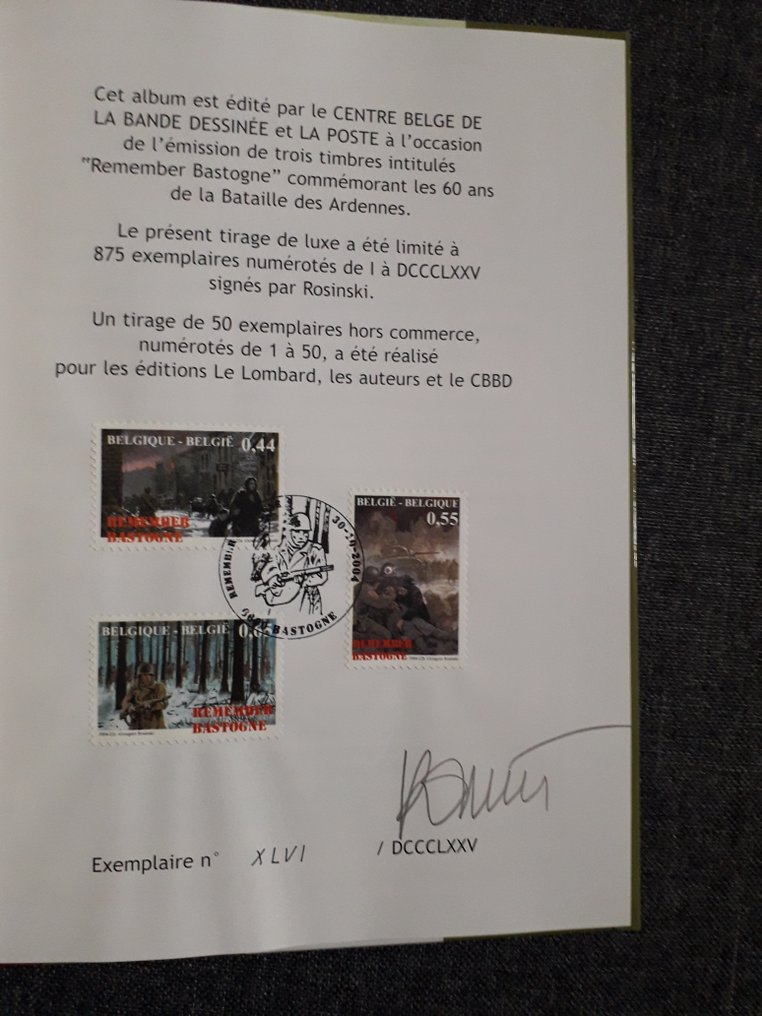 Cet album est édité par le CENTRE BELGE DE
LA BANDE DESSINÉE et LA POSTE à l'occasion
de l'émission de trois timbres intitulés
"Remember Bastogne" commémorant les 60 ans
de la Bataille des Ardennes.
Le présent tirage de luxe a été limité à
875 exemplaires numérotés de I à DCCCLXXV
signés par Rosinski.
Un tirage de 50 exemplaires hors commerce,
numérotés de 1 à 50, a été réalisé
pour les éditions Le Lombard, les auteurs et le CBBD
BELGIQUE - BELGIË 0,44
REMEMBER
BASTOGNE
BELGIË - BELGIQUE
0,55
REMEMBER
BASTOGNE
REMEMBER
30-10-2004
BASTOGNE
BELGIQUE - BELGIË
REMEMBER
BASTOGNE
Exemplaire n° XLVI / DCCCLXXV